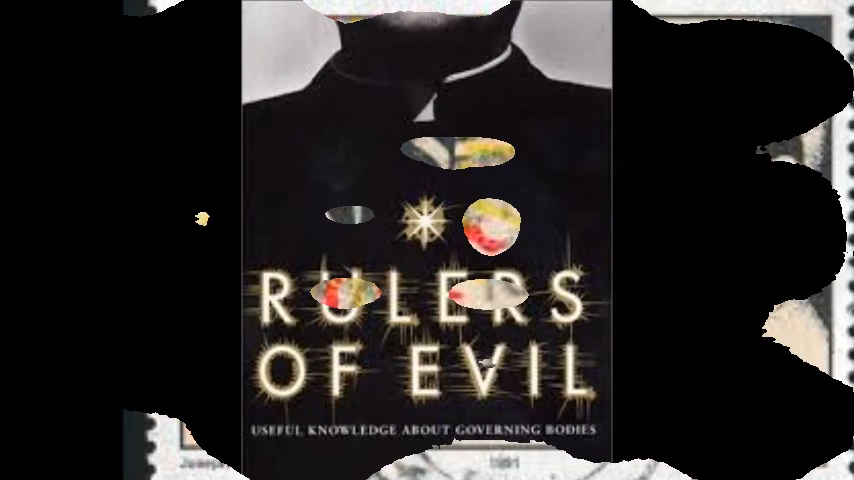 RULERS
OF EVIL
USEFUL KNOWLEDGE ABOUT GOVERNING BODIES